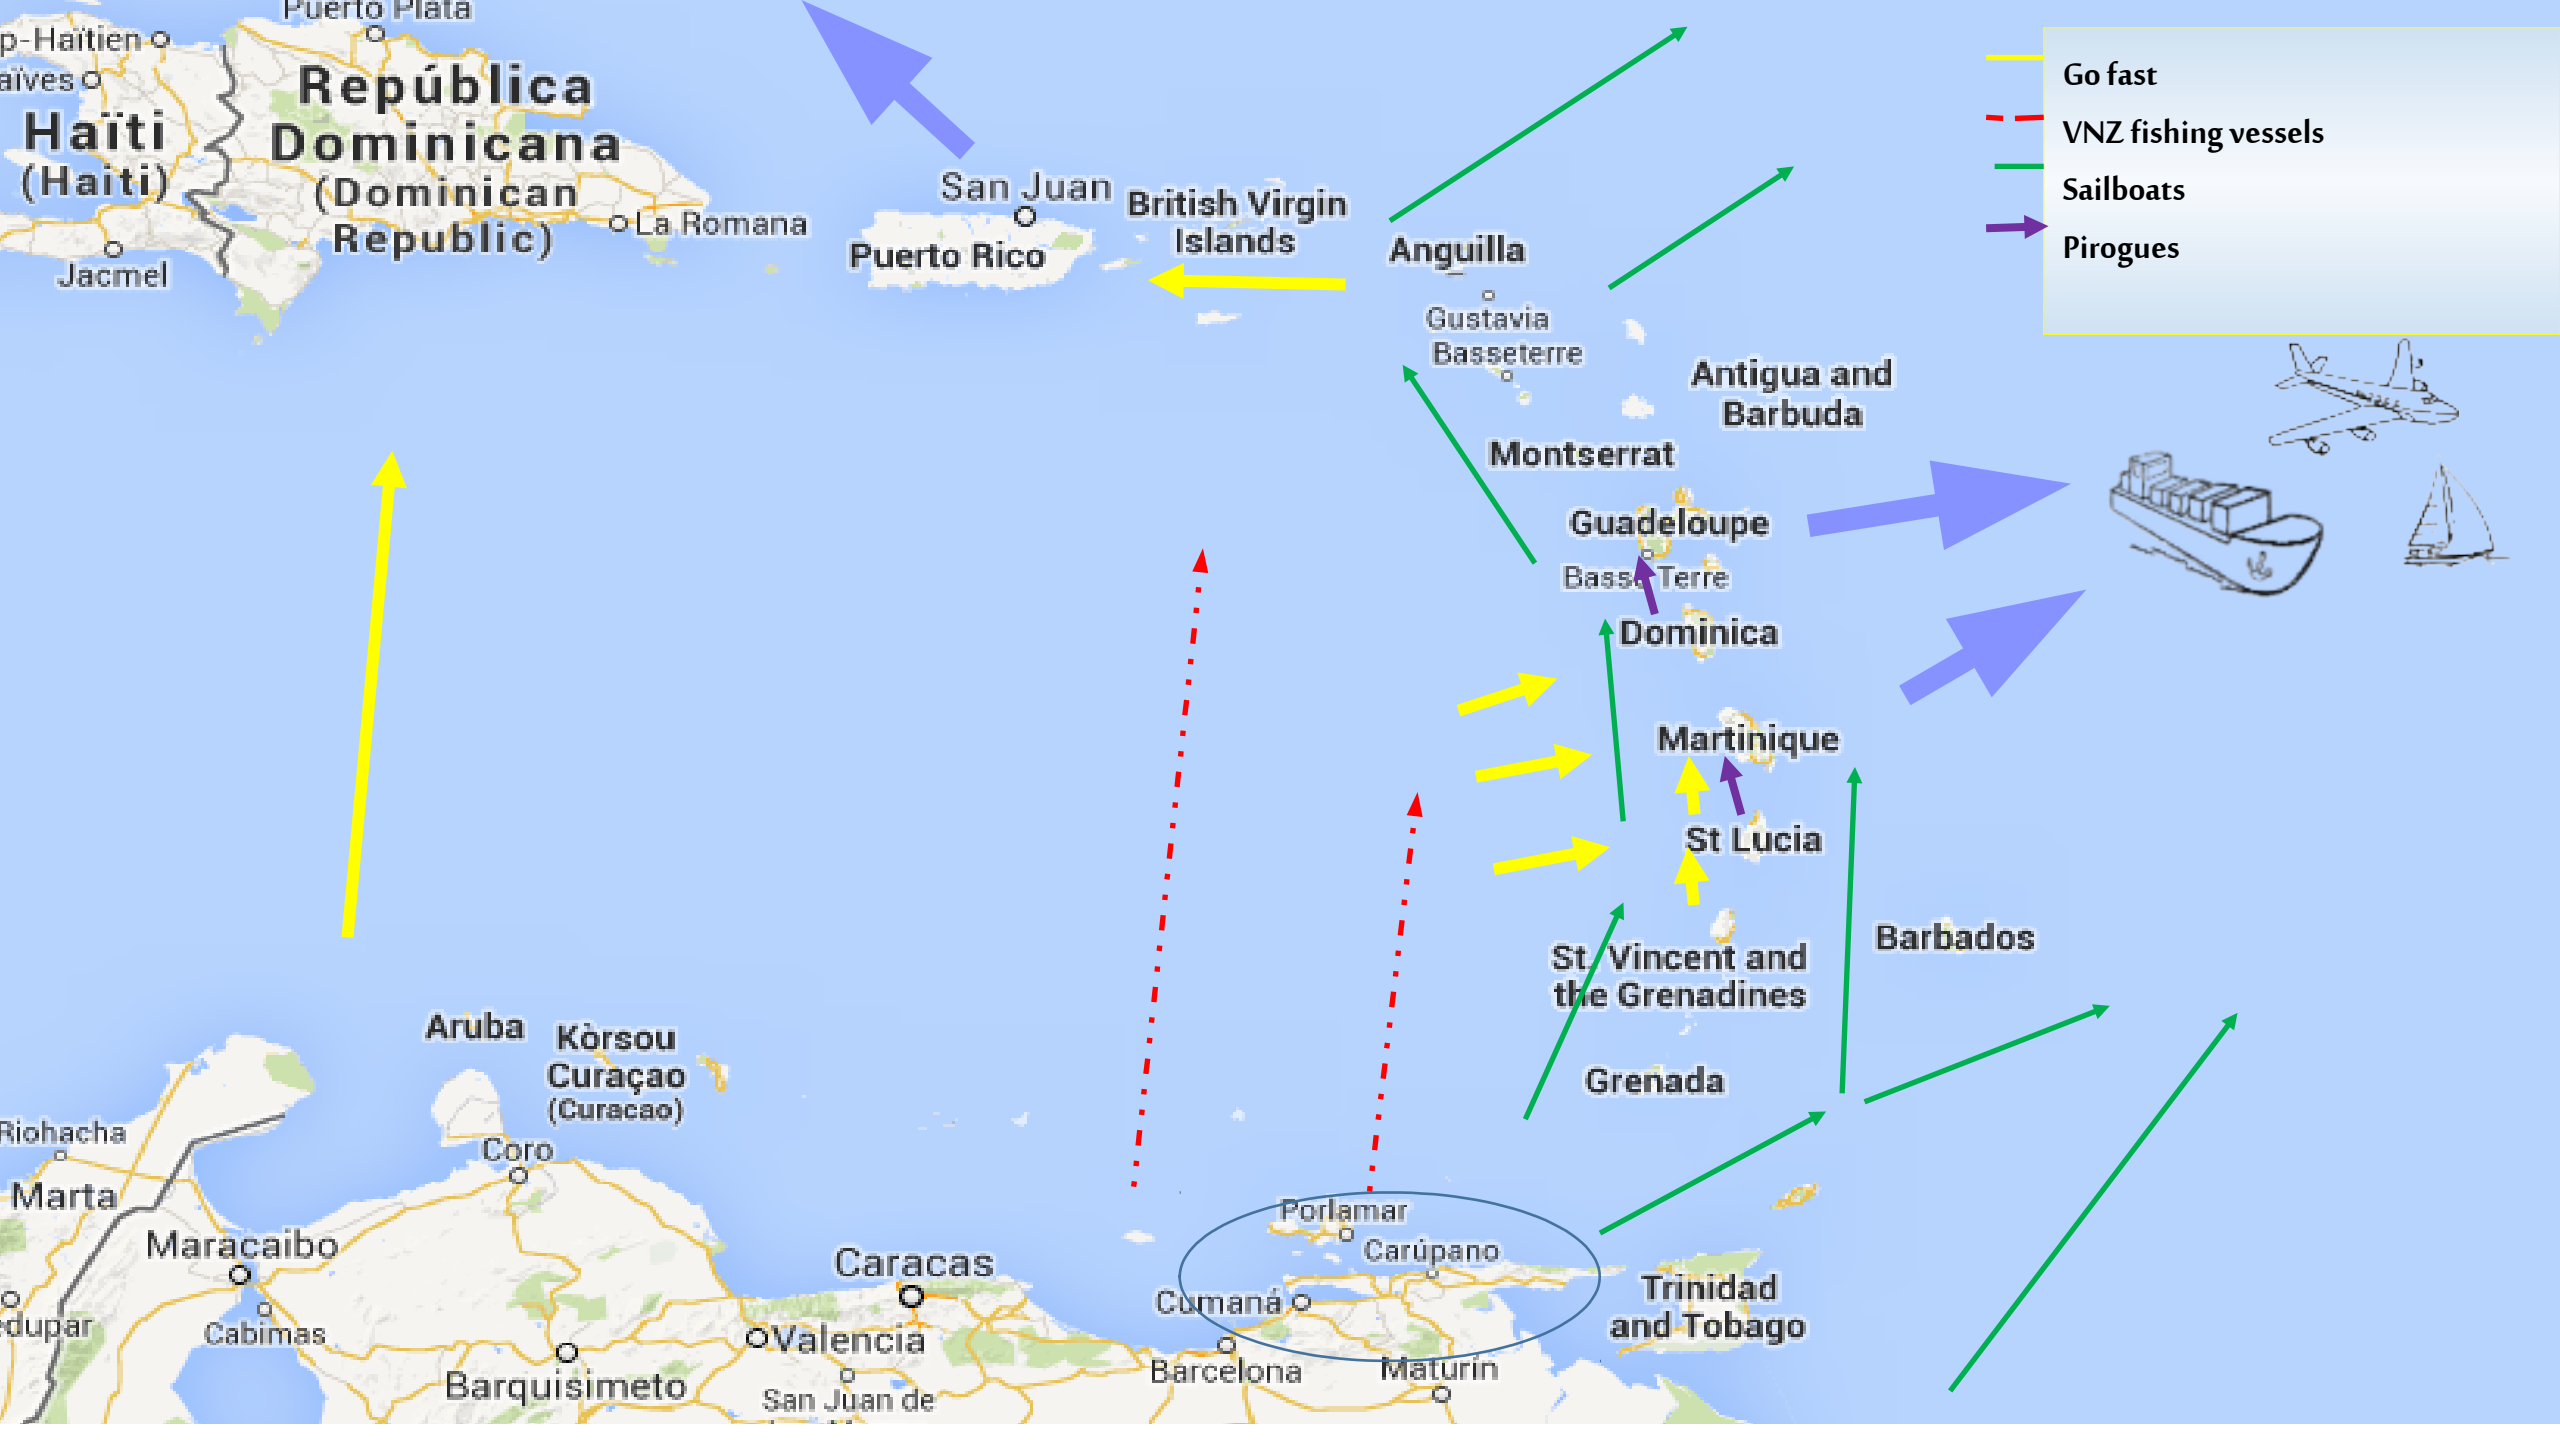 Puerto Plata
p-Haïtien
aïves
República
Dominicana
(Dominican
Republic)
Haïti
(Haiti)
La Romana
Jacmel
San Juan
Puerto Rico
British Virgin
Islands
Anguilla
Gustavia
Basseterre
Antigua and
Barbuda
Montserrat
Guadeloupe
Basse Terre
Dominica
Martinique
St Lucia
Barbados
St. Vincent and
the Grenadines
Grenada
Go fast
VNZ fishing vessels
Sailboats
Pirogues
Aruba
Kòrsou
Curaçao
(Curacao)
Riohacha
Coro
Marta
Maracaibo
Porlamar
Carúpano
Caracas
Cumaná
Trinidad
and Tobago
edupar
Cabimas
Valencia
Barcelona
Maturín
Barquisimeto
San Juan de